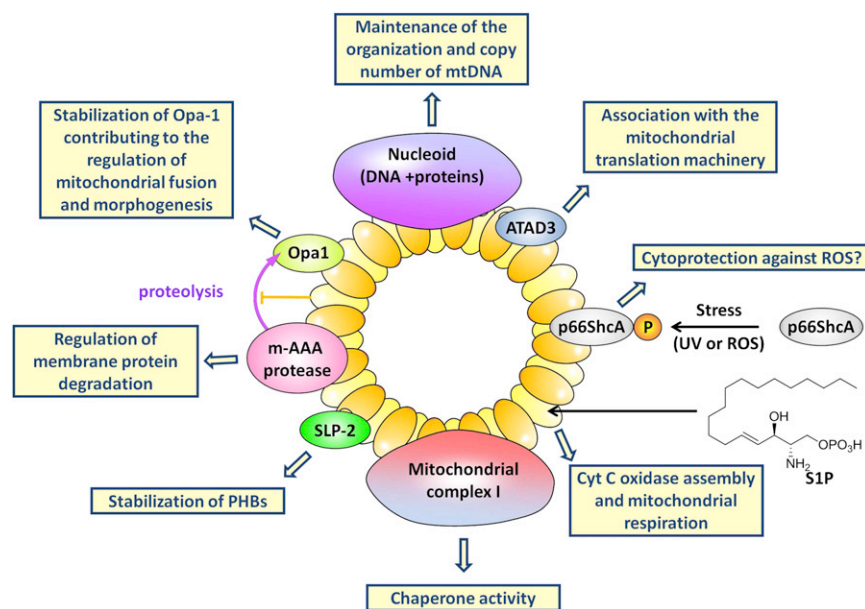 Maintenance of the
organization and copy
number of mtDNA
Stabilization of Opa-1
contributing to the
regulation of
mitochondrial fusion
and morphogenesis
Association with the
mitochondrial
translation machinery
Nucleoid
(DNA +proteins)
ATAD3
Opa1
Cytoprotection against ROS?
proteolysis
p66ShcA
P
Stress
(UV or ROS)
p66ShcA
Regulation of
membrane protein
degradation
m-AAA
protease
SLP-2
OH
OPO₃H
NH₂
S1P
Mitochondrial
complex I
Stabilization of PHBs
Cyt C oxidase assembly
and mitochondrial
respiration
Chaperone activity